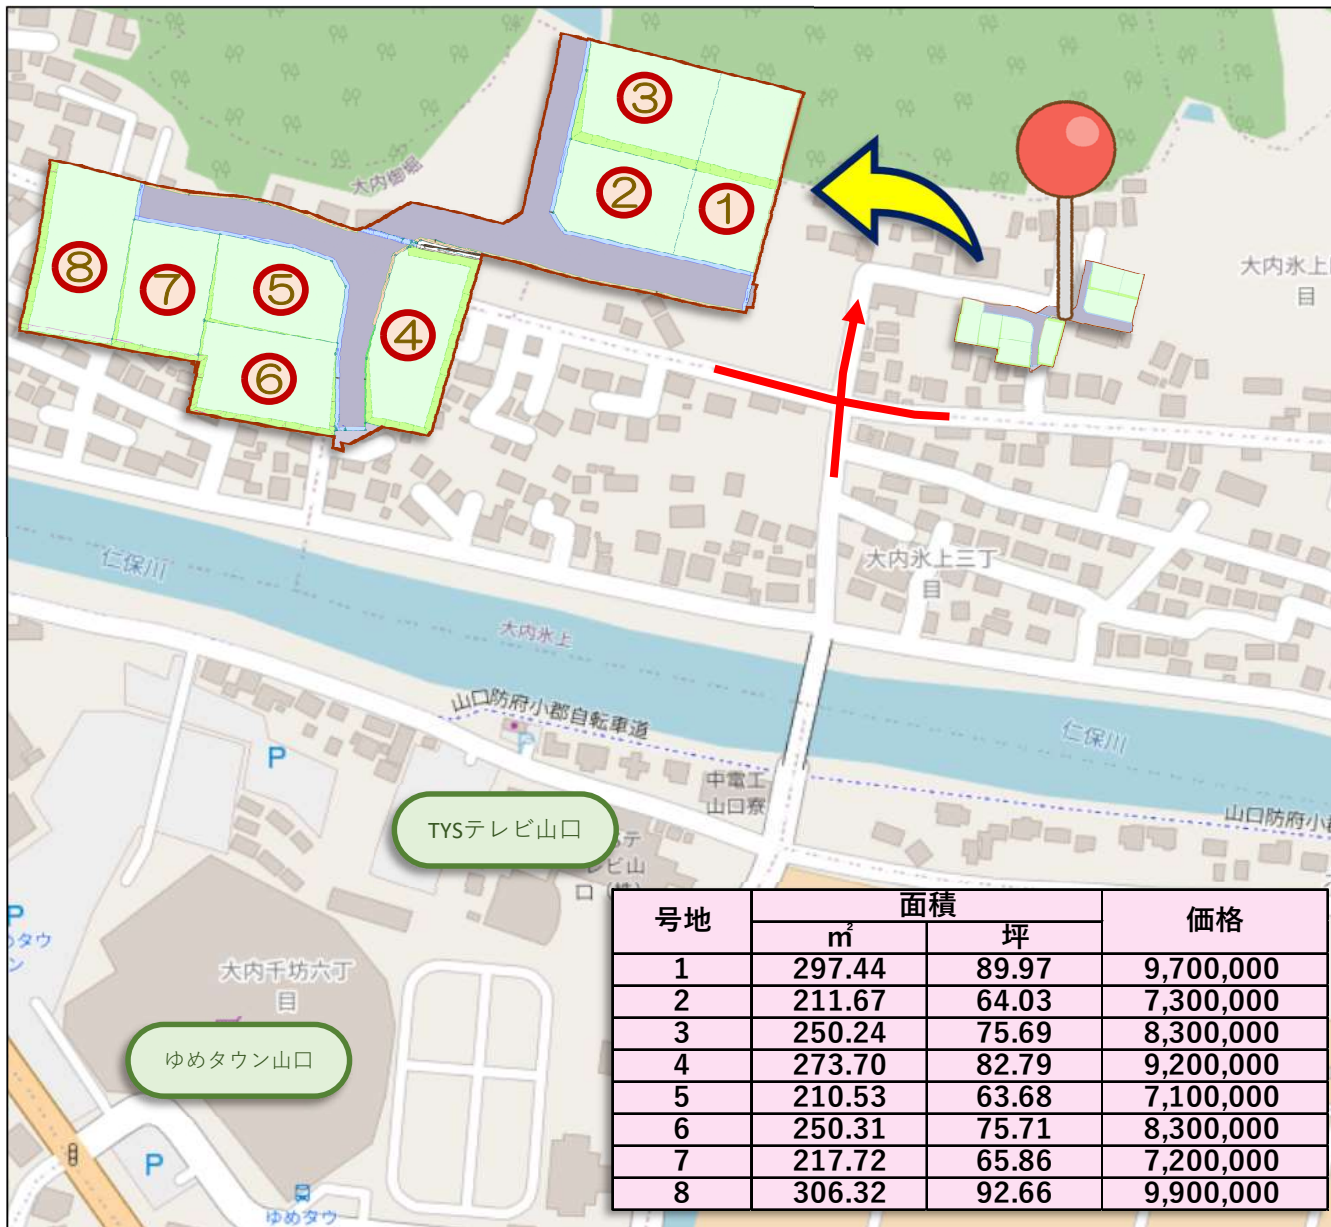 ③
②
①
⑧
⑦
⑤
④
⑥
大内御堀
大内氷上
目
大内氷上三丁
目
仁保川
大内氷上
山口防府小郡自転車道
仁保川
P
P
中電工
山口寮
山口防府小
TYSテレビ山口
テ
レビ山
口
P
タウ
ン
大内千坊六丁
目
ゆめタウン山口
P
ゆめタウ
号地 面積 価格
㎡ 坪
1 297.44 89.97 9,700,000
2 211.67 64.03 7,300,000
3 250.24 75.69 8,300,000
4 273.70 82.79 9,200,000
5 210.53 63.68 7,100,000
6 250.31 75.71 8,300,000
7 217.72 65.86 7,200,000
8 306.32 92.66 9,900,000